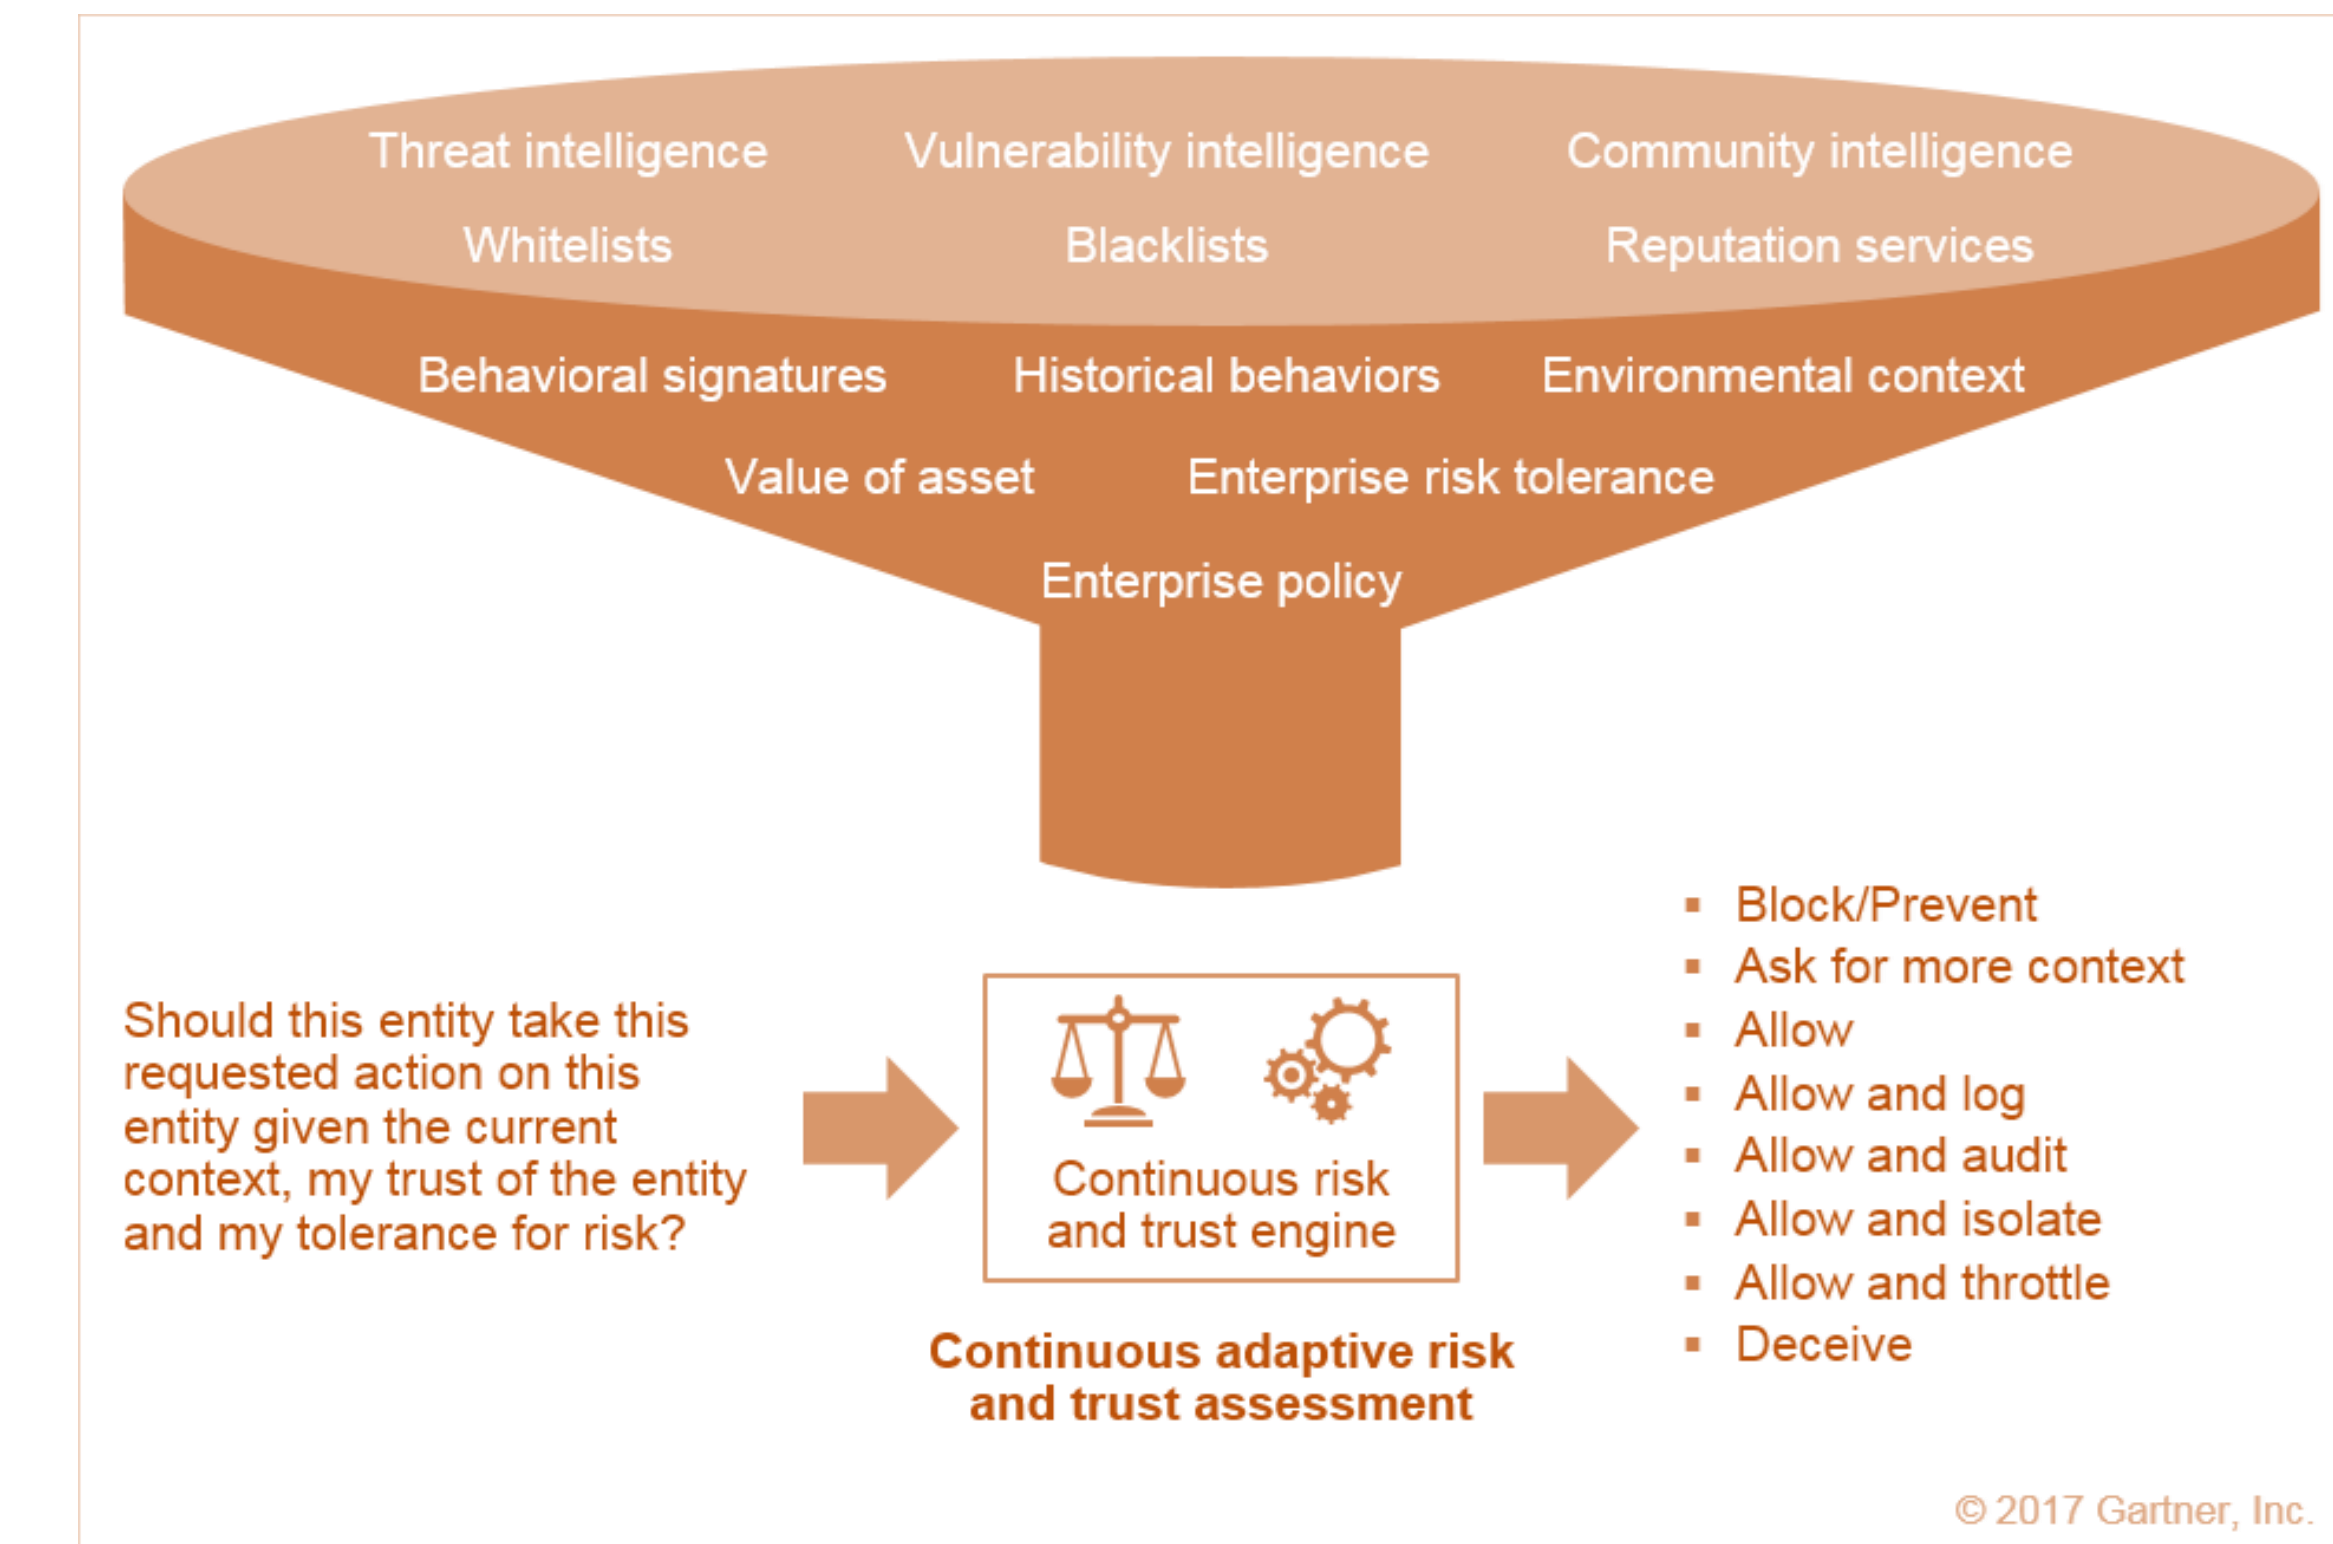 Threat intelligence Vulnerability intelligence Community intelligence
Whitelists Blacklists Reputation services
Behavioral signatures Historical behaviors Environmental context
Value of asset Enterprise risk tolerance
Enterprise policy
Should this entity take this
requested action on this
entity given the current
context, my trust of the entity
and my tolerance for risk?
Continuous risk
and trust engine
Continuous adaptive risk
and trust assessment
▪ Block/Prevent
▪ Ask for more context
▪ Allow
▪ Allow and log
▪ Allow and audit
▪ Allow and isolate
▪ Allow and throttle
▪ Deceive
© 2017 Gartner, Inc.